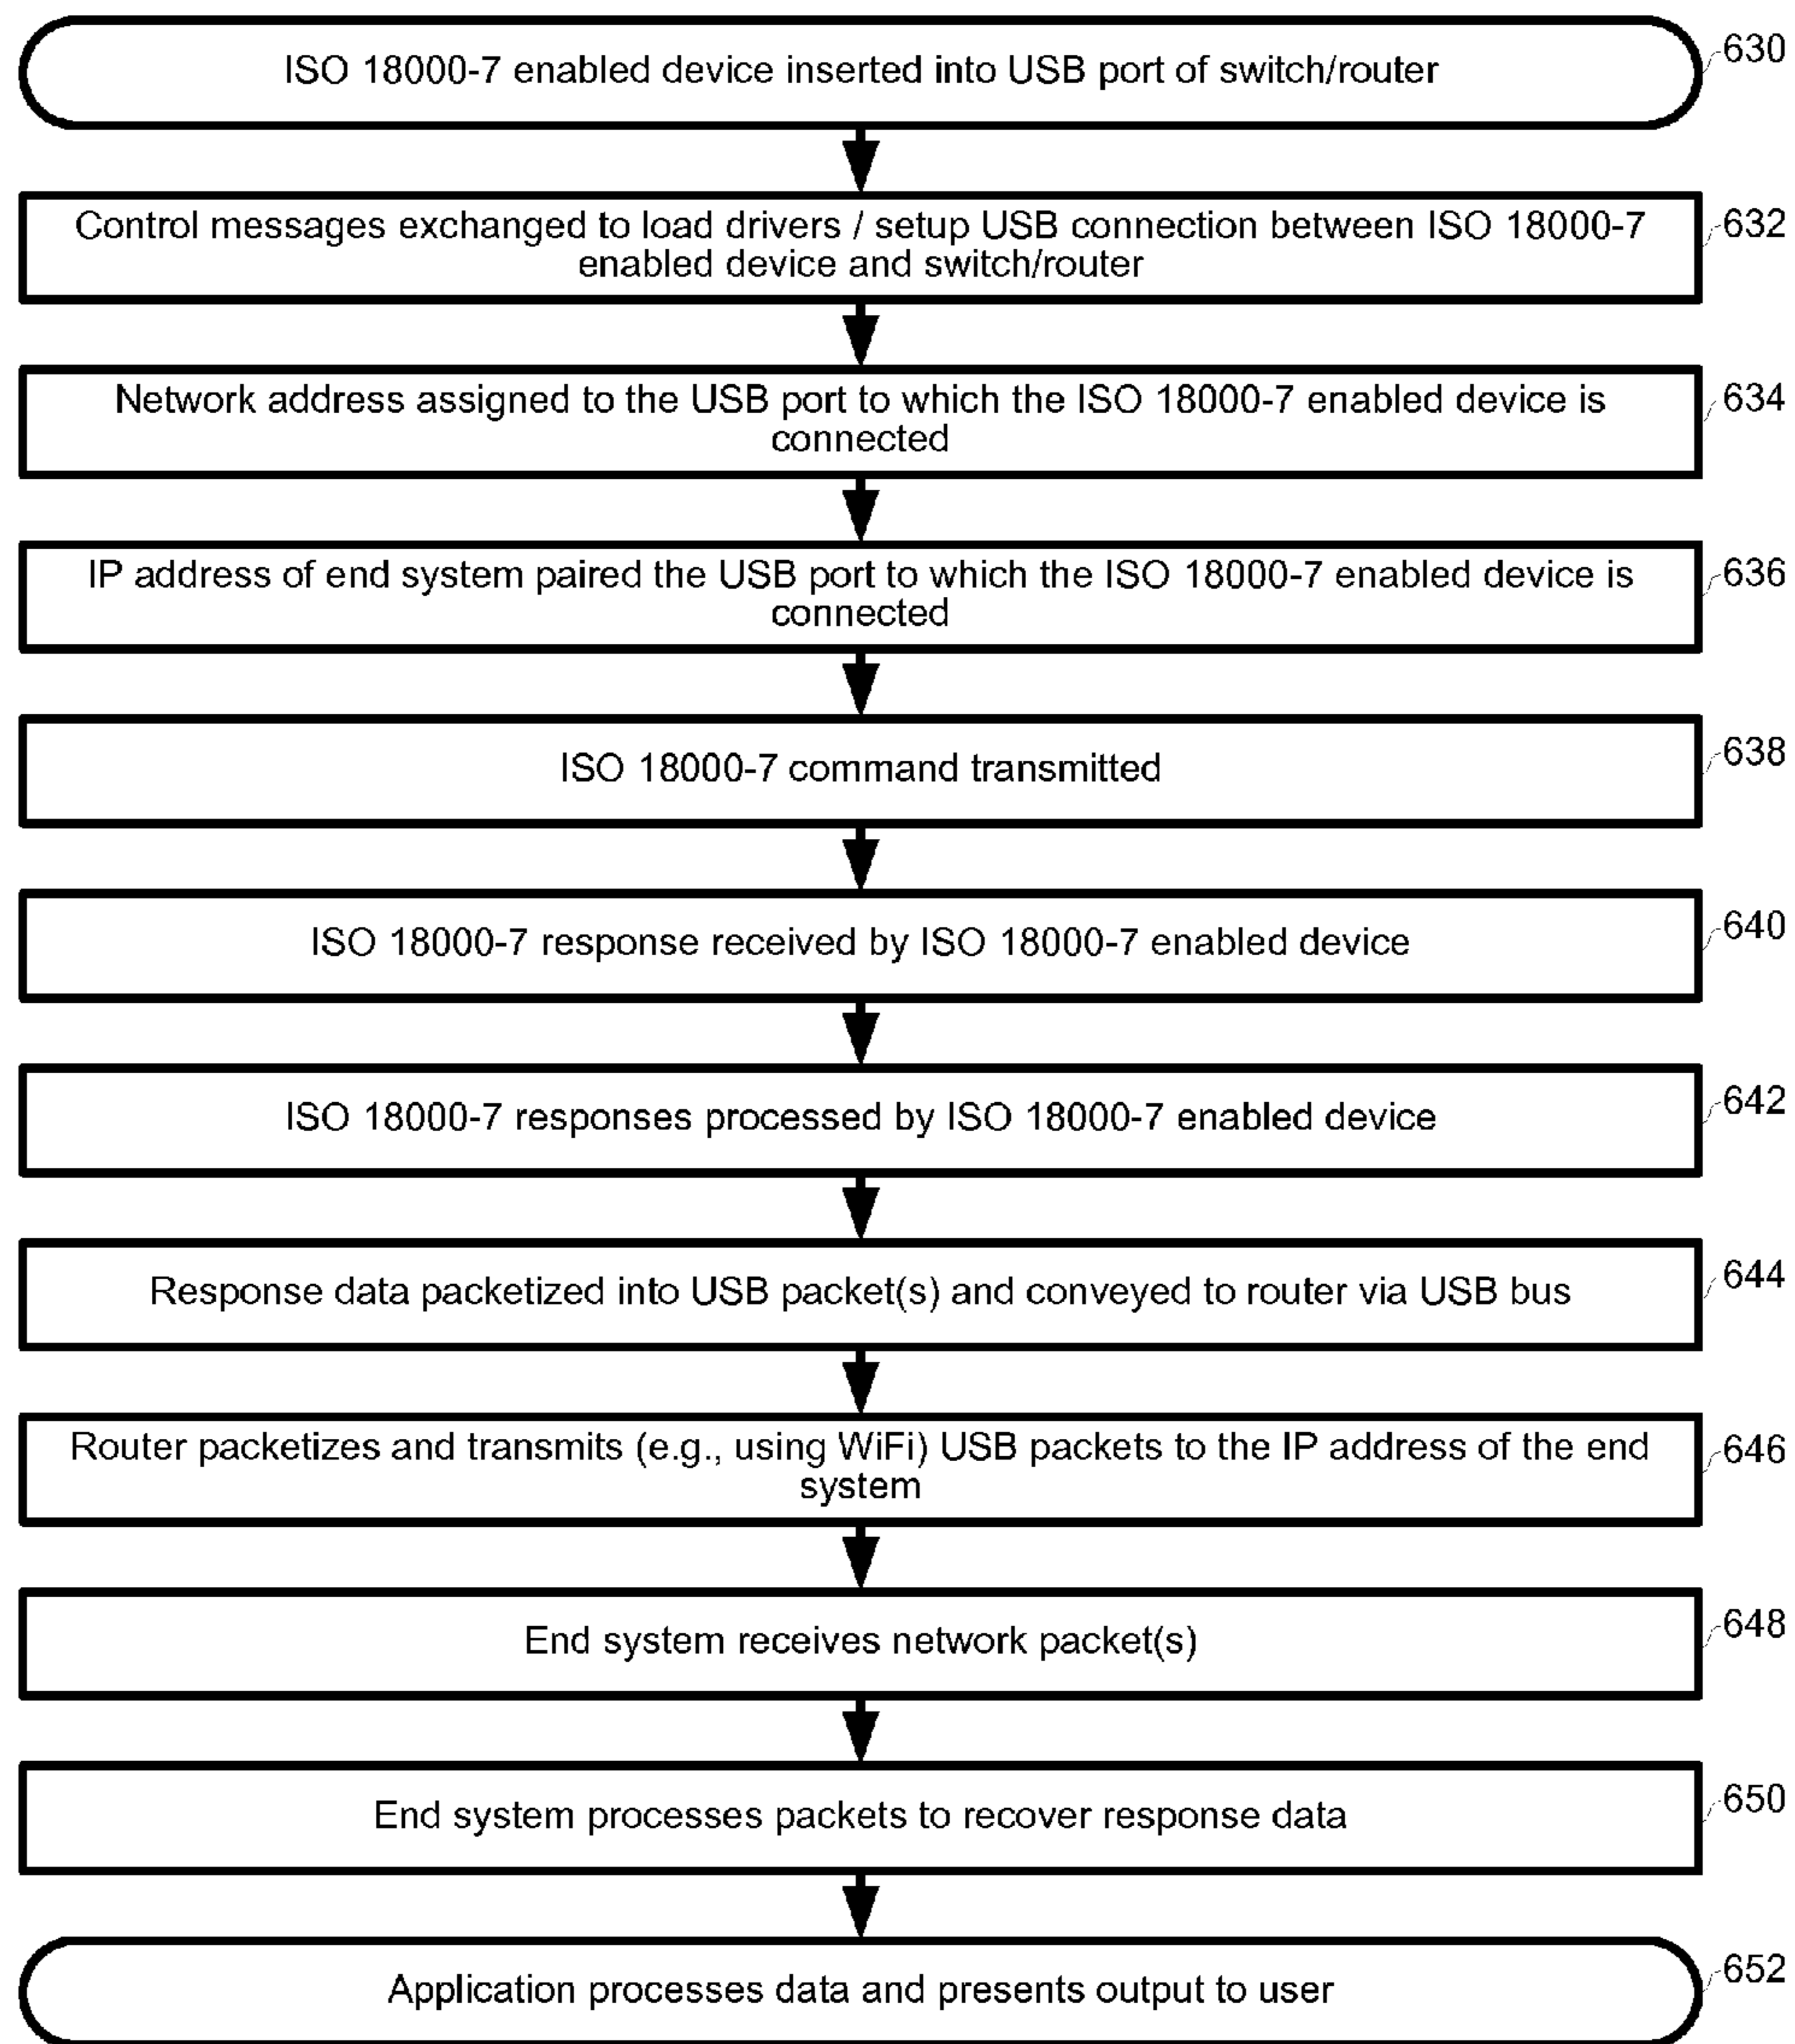 ISO 18000-7 enabled device inserted into USB port of switch/router
630
Control messages exchanged to load drivers / setup USB connection between ISO 18000-7
enabled device and switch/router
632
Network address assigned to the USB port to which the ISO 18000-7 enabled device is
connected
634
IP address of end system paired the USB port to which the ISO 18000-7 enabled device is
connected
636
ISO 18000-7 command transmitted
638
ISO 18000-7 response received by ISO 18000-7 enabled device
640
ISO 18000-7 responses processed by ISO 18000-7 enabled device
642
Response data packetized into USB packet(s) and conveyed to router via USB bus
644
Router packetizes and transmits (e.g., using WiFi) USB packets to the IP address of the end
system
646
End system receives network packet(s)
648
End system processes packets to recover response data
650
Application processes data and presents output to user
652